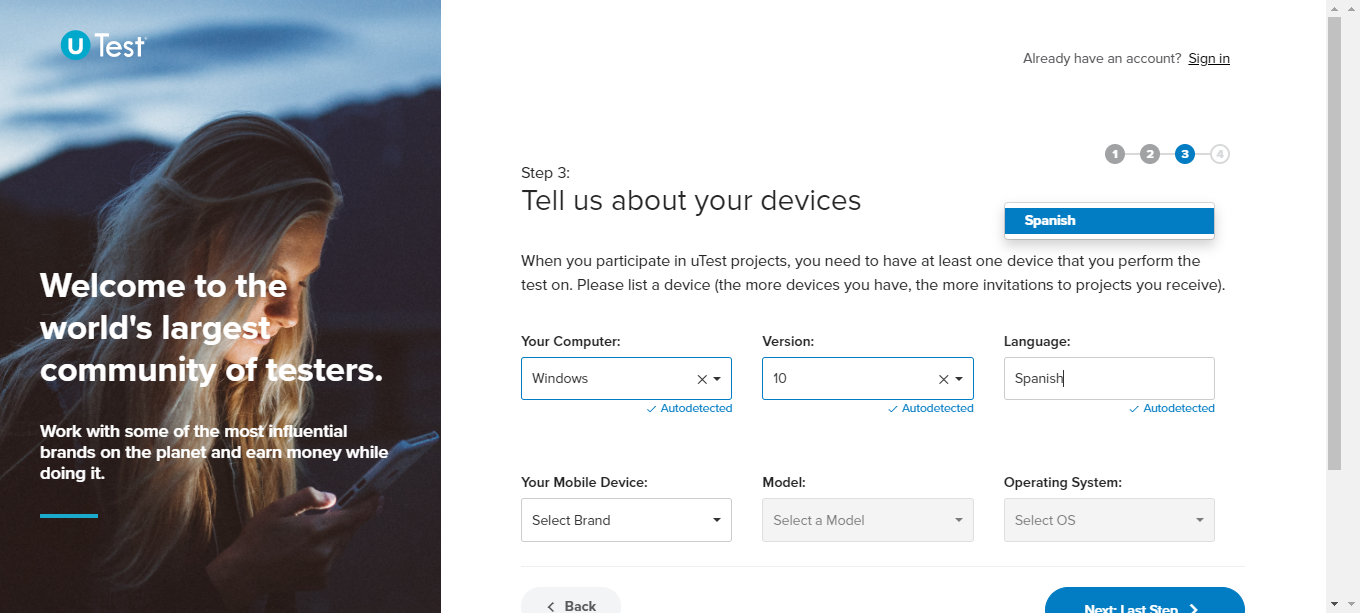 uTest
Already have an account? Sign in
1 2 3 4
Step 3:
Tell us about your devices
Spanish
When you participate in uTest projects, you need to have at least one device that you perform the
test on. Please list a device (the more devices you have, the more invitations to projects you receive).
Welcome to the
world's largest
community of testers.
Work with some of the most influential
brands on the planet and earn money while
doing it.
Your Computer: Version: Language:
Windows 10 Spanish
Autodetected Autodetected Autodetected
Your Mobile Device: Model: Operating System:
Select Brand Select a Model Select OS
Back Next: Last Step